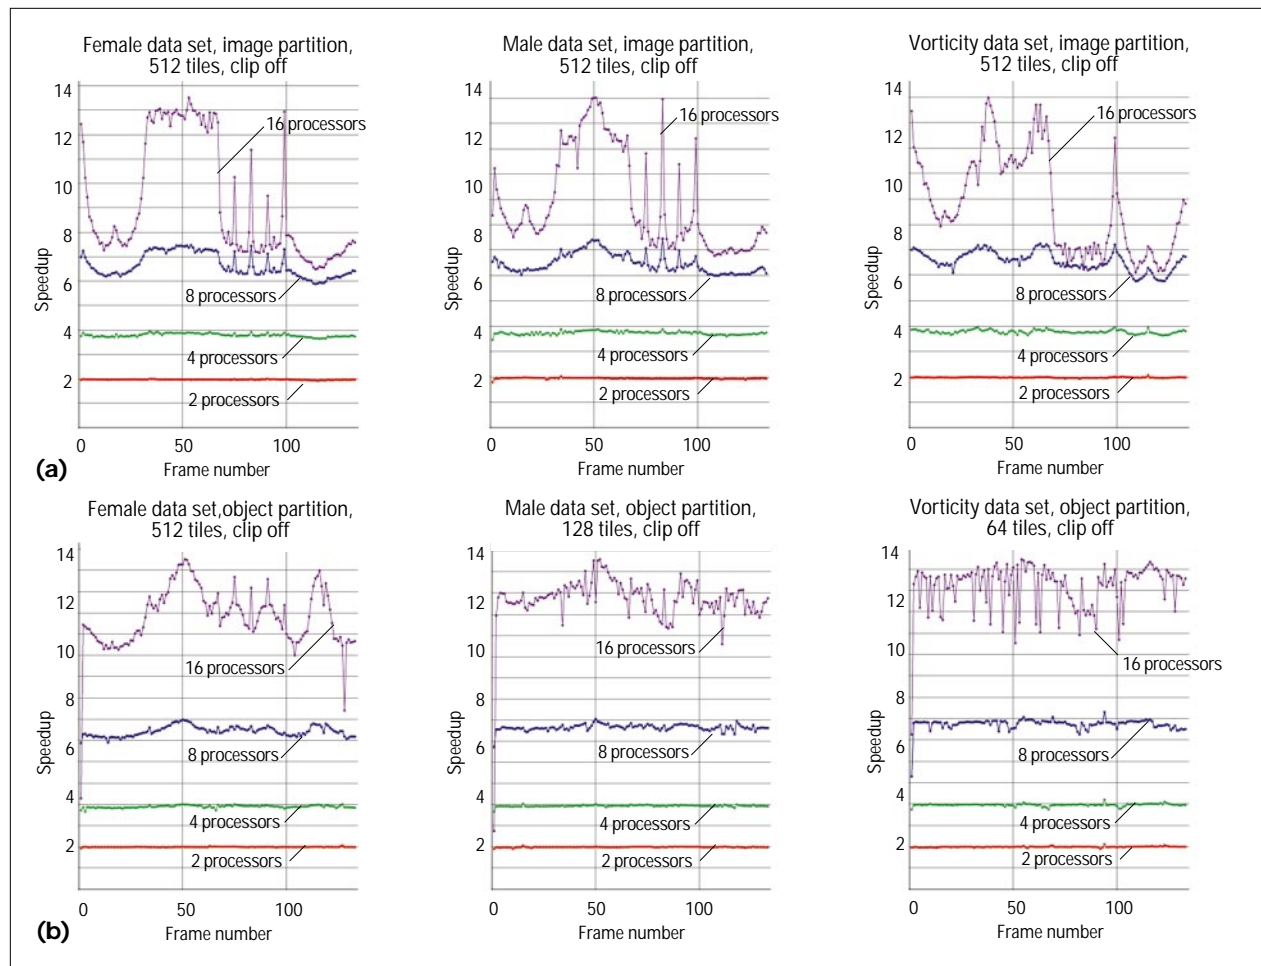 Female data set, image partition,
512 tiles, clip off
14
12
10
8
6
4
2
Speedup
16 processors
8 processors
4 processors
2 processors
0 50 100
Frame number
Male data set, image partition,
512 tiles, clip off
14
12
10
8
6
4
2
Speedup
16 processors
8 processors
4 processors
2 processors
0 50 100
Frame number
Vorticity data set, image partition,
512 tiles, clip off
14
12
10
8
6
4
2
Speedup
16 processors
8 processors
4 processors
2 processors
0 50 100
Frame number
(a)
Female data set,object partition,
512 tiles, clip off
14
12
10
8
6
4
2
Speedup
16 processors
8 processors
4 processors
2 processors
0 50 100
Frame number
Male data set, object partition,
128 tiles, clip off
14
12
10
8
6
4
2
Speedup
16 processors
8 processors
4 processors
2 processors
0 50 100
Frame number
Vorticity data set, object partition,
64 tiles, clip off
14
12
10
8
6
4
2
Speedup
16 processors
8 processors
4 processors
2 processors
0 50 100
Frame number
(b)